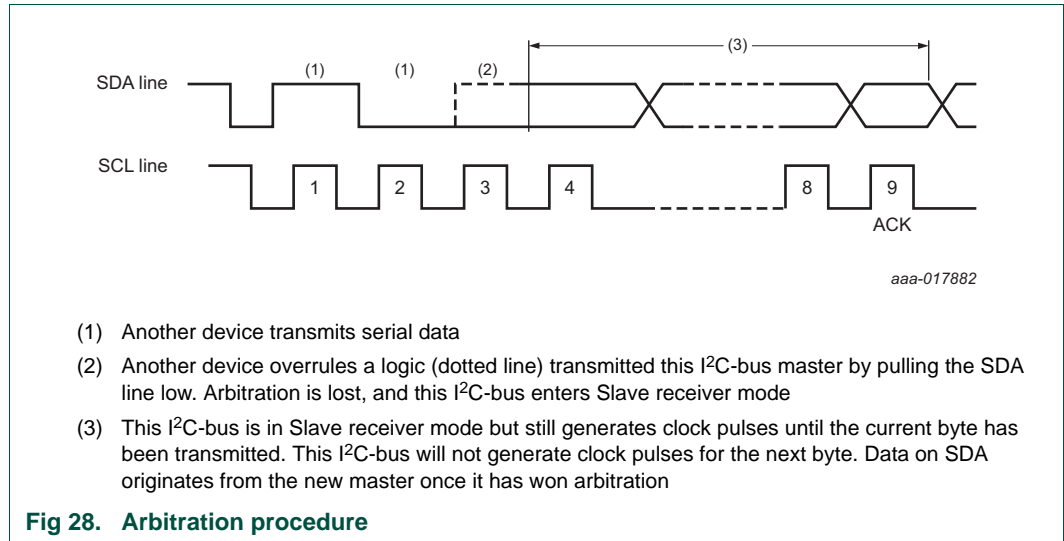 (3)
SDA line (1) (1) (2)
SCL line
1 2 3 4 8 9
ACK
aaa-017882
(1) Another device transmits serial data
(2) Another device overrules a logic (dotted line) transmitted this I2C-bus master by pulling the SDA
line low. Arbitration is lost, and this I2C-bus enters Slave receiver mode
(3) This I2C-bus is in Slave receiver mode but still generates clock pulses until the current byte has
been transmitted. This I2C-bus will not generate clock pulses for the next byte. Data on SDA
originates from the new master once it has won arbitration
Fig 28. Arbitration procedure